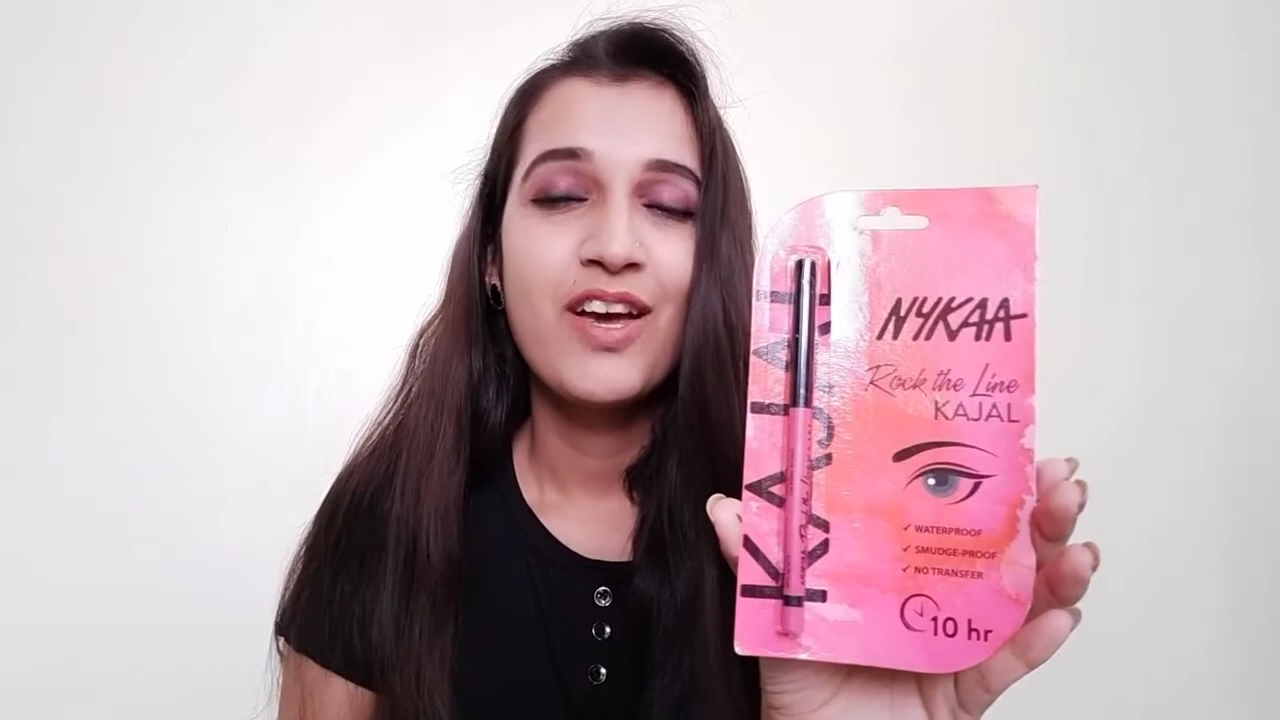 KAJAL
NYKAA
Rock the Line
KAJAL
✓ WATERPROOF
✓ SMUDGE-PROOF
✓ NO TRANSFER
10 hr